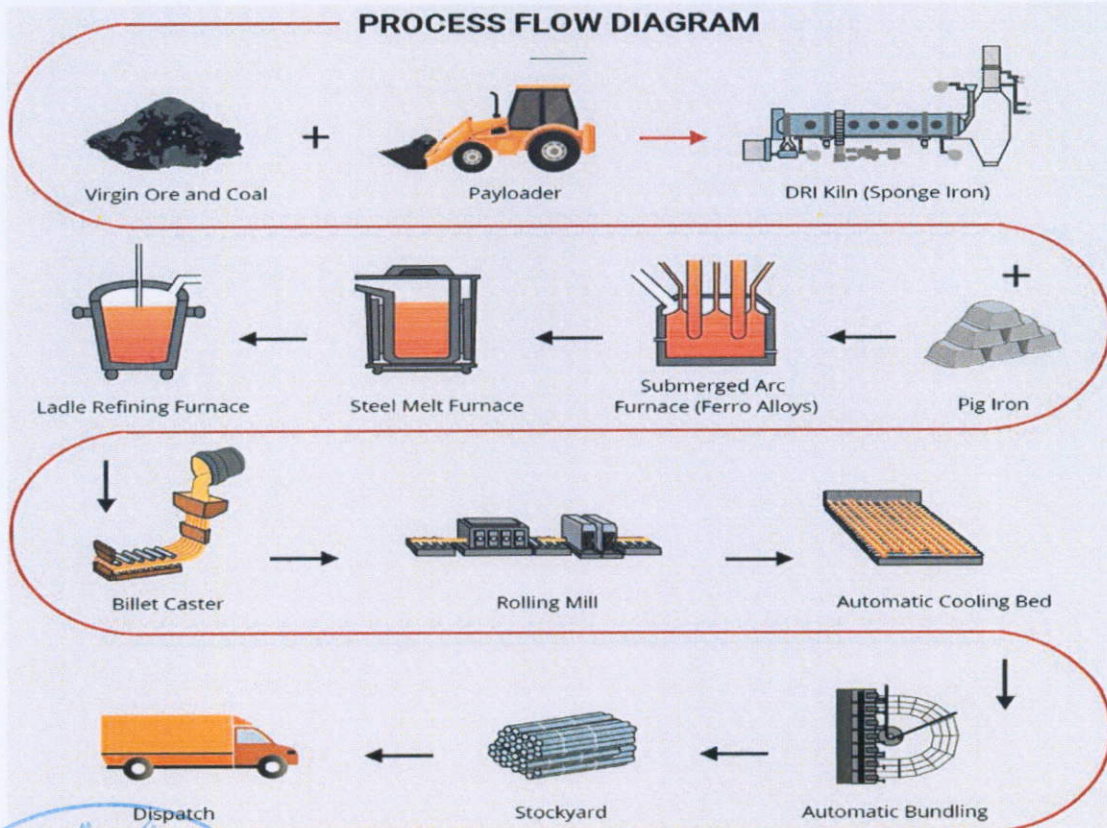 PROCESS FLOW DIAGRAM
+
Virgin Ore and Coal
Payloader
DRI Kiln (Sponge Iron)
+
Ladle Refining Furnace
Steel Melt Furnace
Submerged Arc
Furnace (Ferro Alloys)
Pig Iron
Billet Caster
Rolling Mill
Automatic Cooling Bed
Dispatch
Stockyard
Automatic Bundling